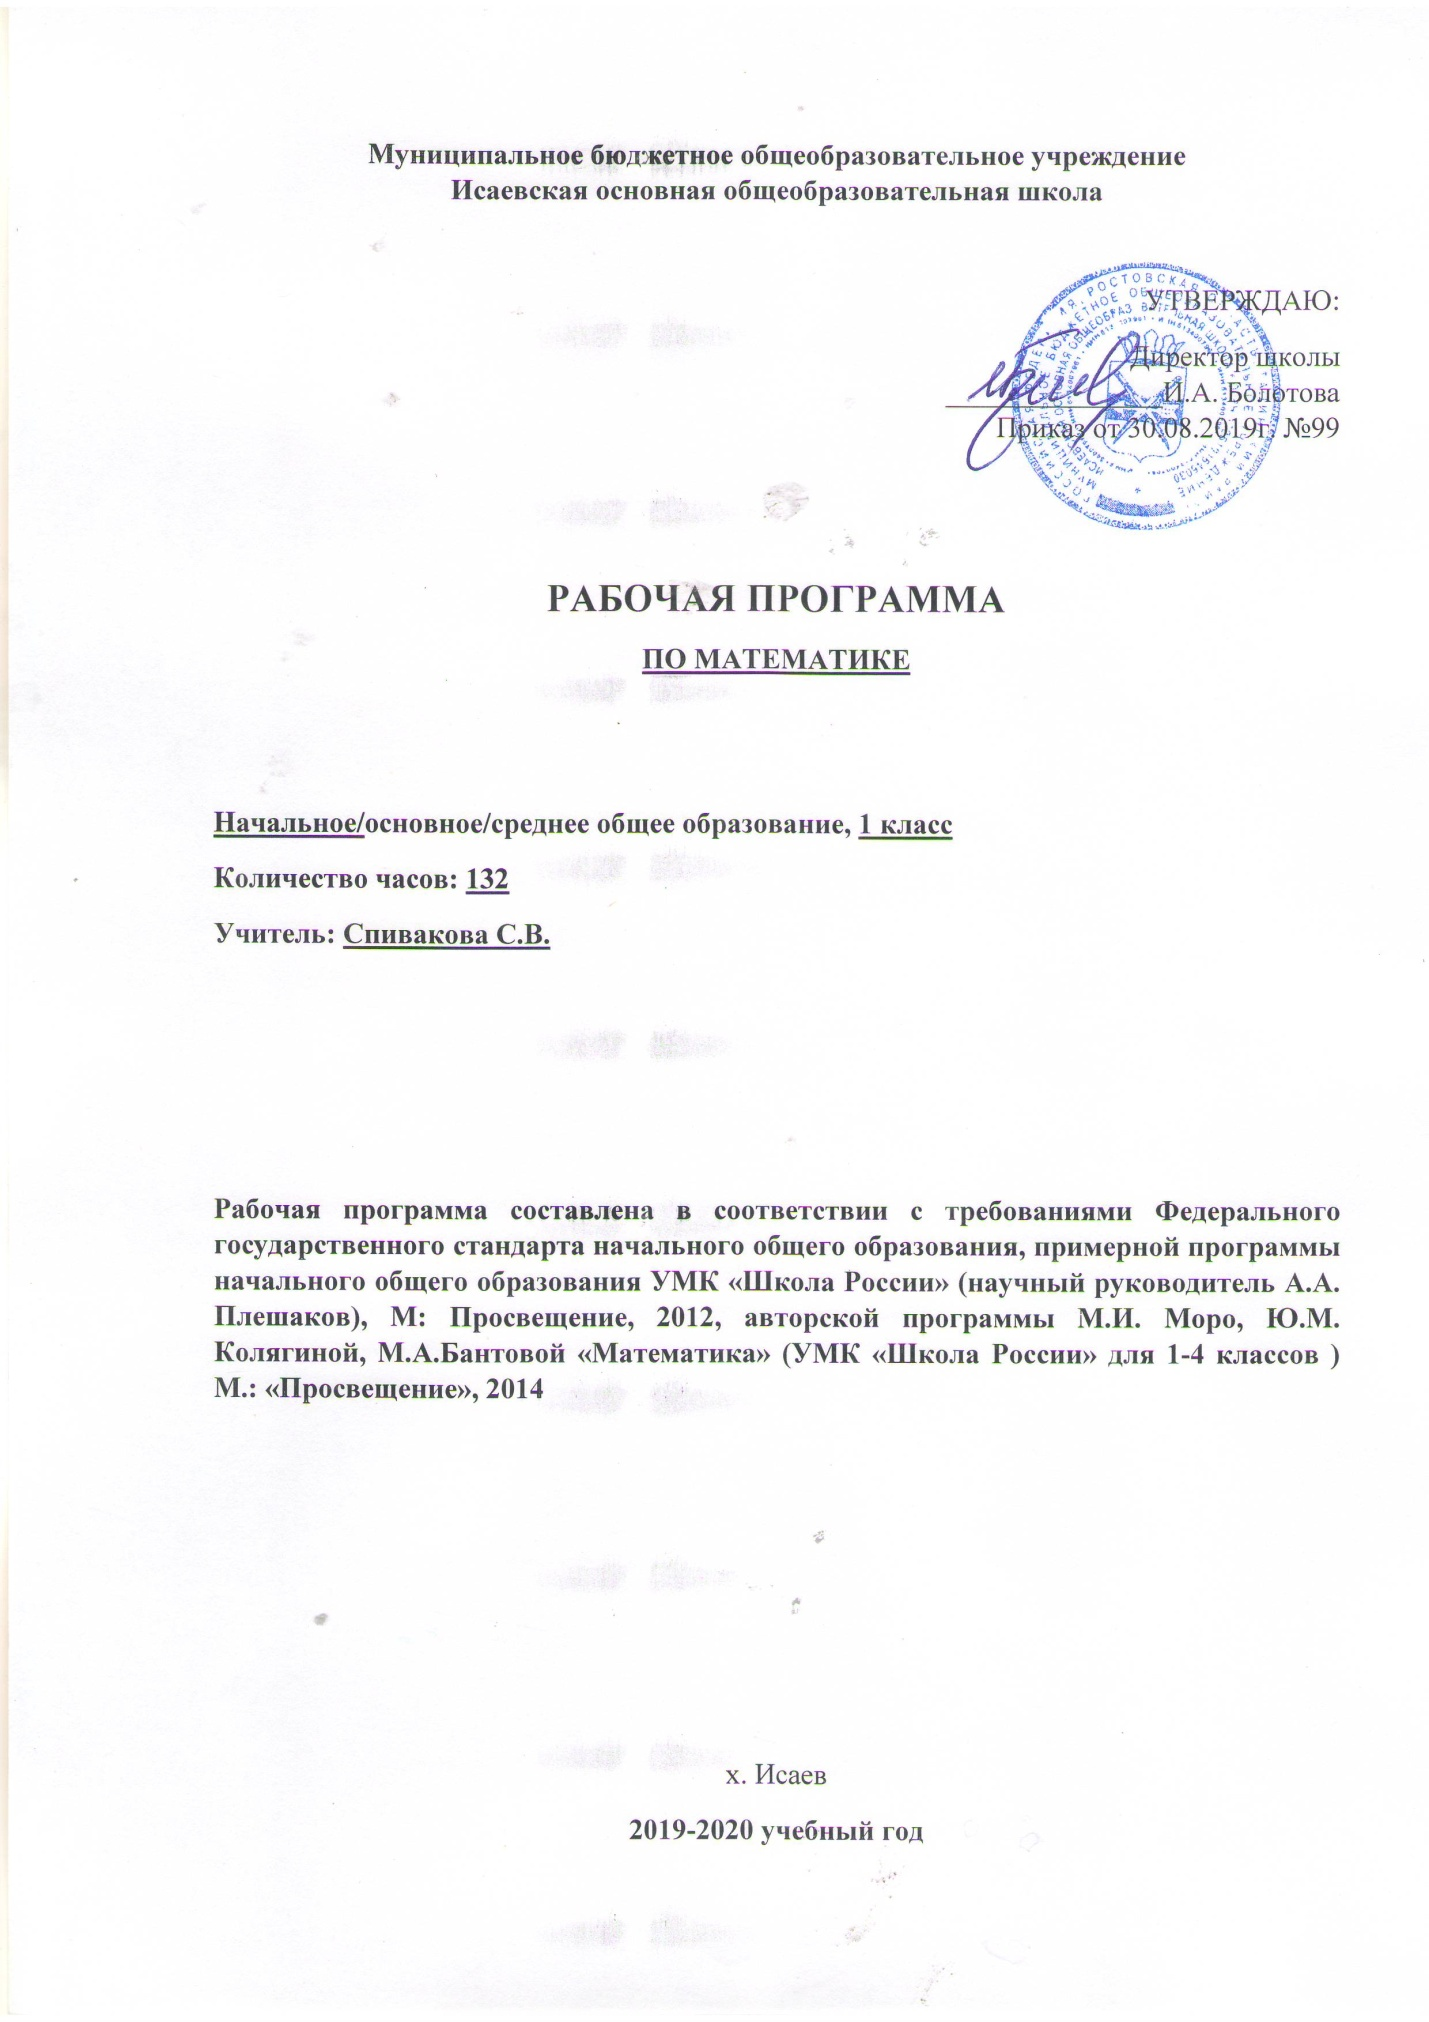 Муниципальное бюджетное общеобразовательное учреждение
Исаевская основная общеобразовательная школа
УТВЕРЖДАЮ:
Директор школы
И.А. Болотова
Приказ от 30.08.2019г. №99
РАБОЧАЯ ПРОГРАММА
ПО МАТЕМАТИКЕ
Начальное/основное/среднее общее образование, 1 класс
Количество часов: 132
Учитель: Спивакова С.В.
Рабочая программа составлена в соответствии с требованиями Федерального
государственного стандарта начального общего образования, примерной программы
начального общего образования УМК «Школа России» (научный руководитель А.А.
Плешаков), М: Просвещение, 2012, авторской программы М.И. Моро, Ю.М.
Колягиной, М.А.Бантовой «Математика» (УМК «Школа России» для 1-4 классов )
М.: «Просвещение», 2014
х. Исаев
2019-2020 учебный год